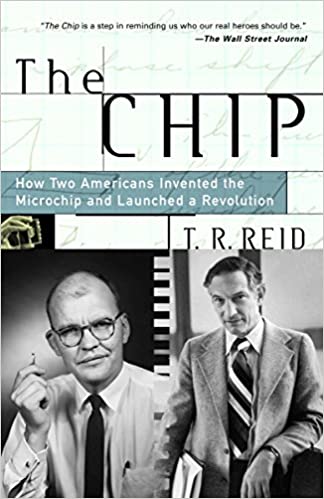 "The Chip is a step in reminding us who our real heroes should be."
—The Wall Street Journal
The
CHIP
How Two Americans Invented the
Microchip and Launched a Revolution
T. R. REID